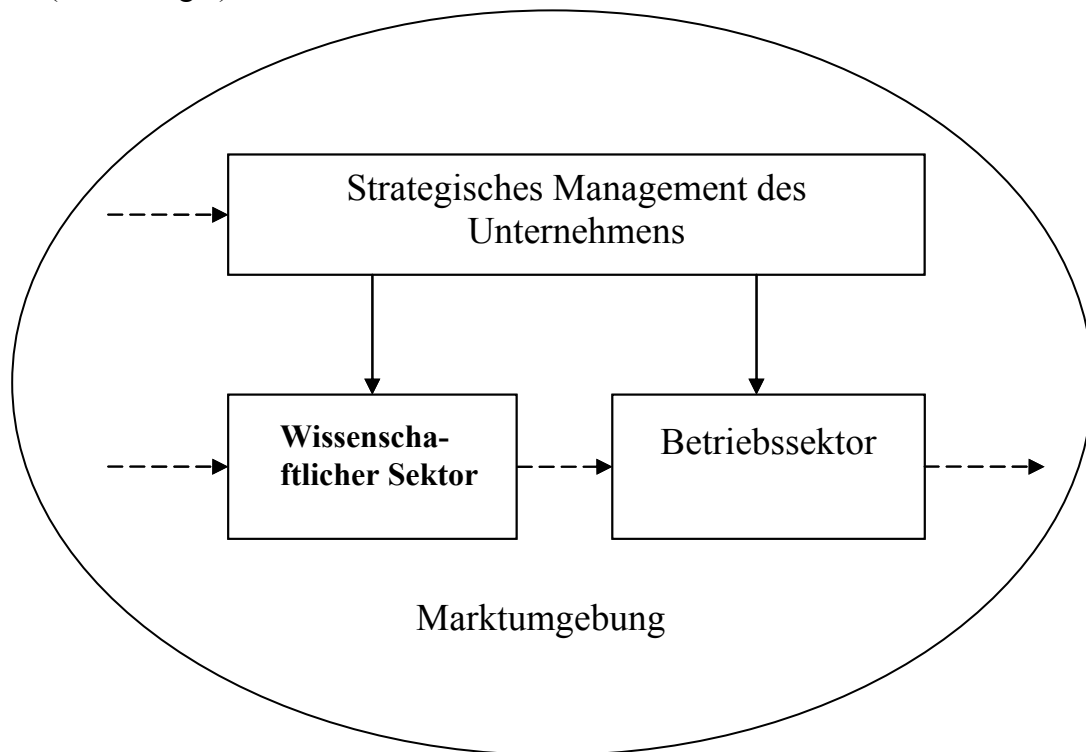 Strategisches Management des
Unternehmens
Wissenscha-
ftlicher Sektor
Betriebssektor
Marktumgebung